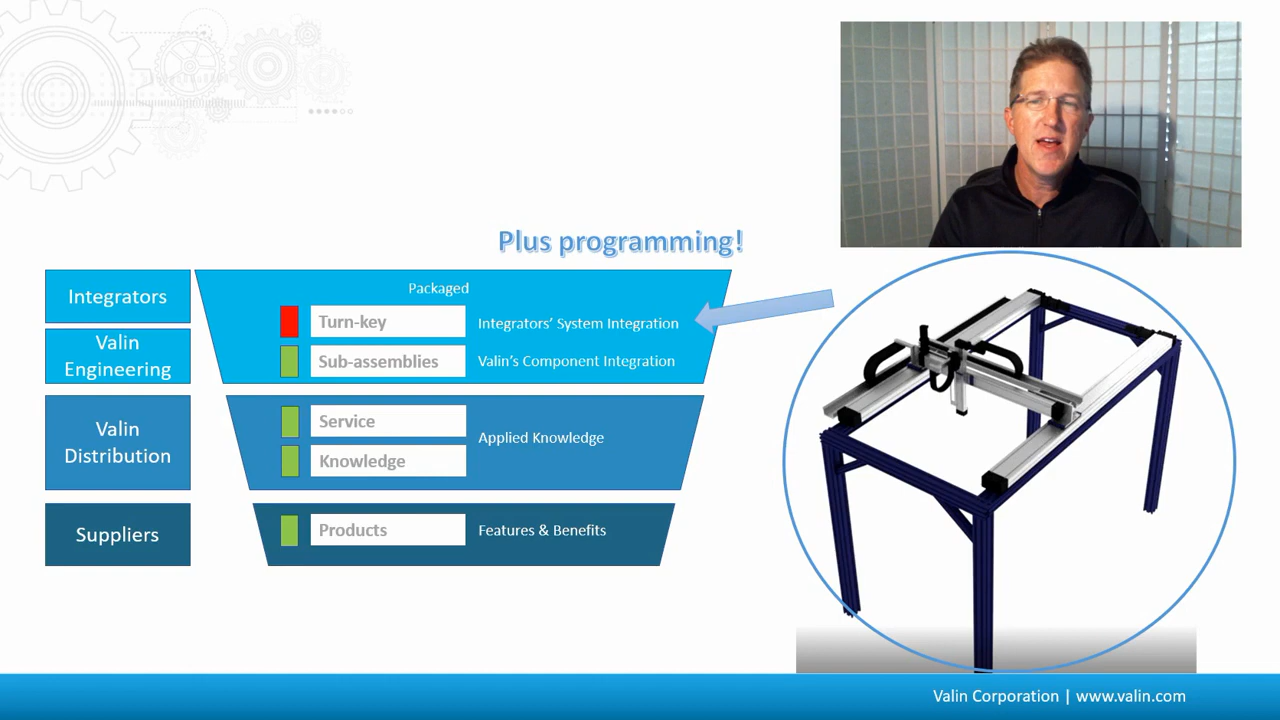 Plus programming!
Integrators
Packaged
Turn-key
Integrators' System Integration
Valin
Engineering
Sub-assemblies
Valin's Component Integration
Valin
Distribution
Service
Applied Knowledge
Knowledge
Suppliers
Products
Features & Benefits
Valin Corporation | www.valin.com